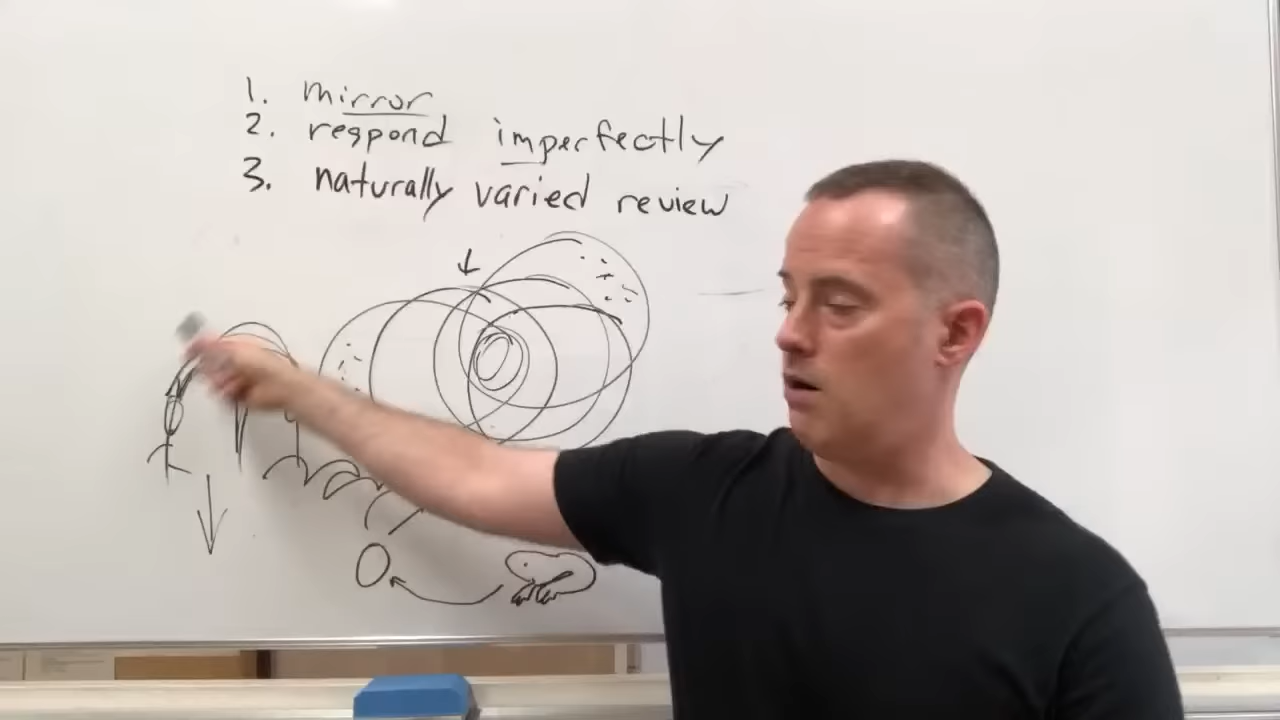 1. mirror
2. respond imperfectly
3. naturally varied review